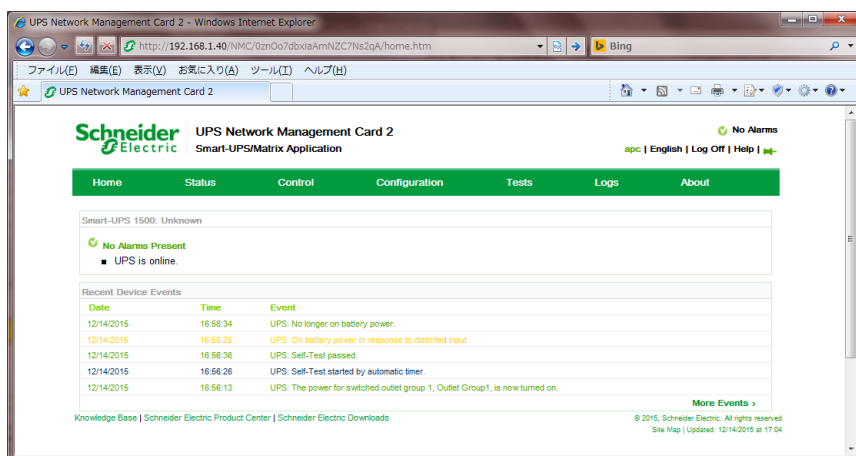 UPS Network Management Card 2 - Windows Internet Explorer
http://192.168.1.40/NMC/0znOo7dbxiaAmNZC7Ns2qA/home.htm
Bing
ファイル(F) 編集(E) 表示(V) お気に入り(A) ツール(T) ヘルプ(H)
UPS Network Management Card 2
Schneider Electric
UPS Network Management Card 2
Smart-UPS/Matrix Application
No Alarms
apc | English | Log Off | Help |
Home Status Control Configuration Tests Logs About
Smart-UPS 1500: Unknown
No Alarms Present
UPS is online.
Recent Device Events
Date Time Event
12/14/2015 16:58:34 UPS: No longer on battery power.
12/14/2015 16:58:28 UPS: On battery power in response to distorted input.
12/14/2015 16:56:36 UPS: Self-Test passed.
12/14/2015 16:56:26 UPS: Self-Test started by automatic timer.
12/14/2015 16:56:13 UPS: The power for switched outlet group 1, Outlet Group1, is now turned on.
More Events ›
Knowledge Base | Schneider Electric Product Center | Schneider Electric Downloads
© 2015, Schneider Electric. All rights reserved.
Site Map | Updated: 12/14/2015 at 17:04